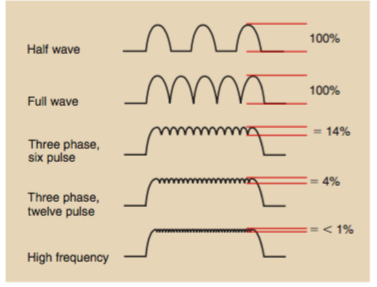 Half wave
100%
Full wave
100%
Three phase,
six pulse
= 14%
Three phase,
twelve pulse
= 4%
High frequency
= < 1%